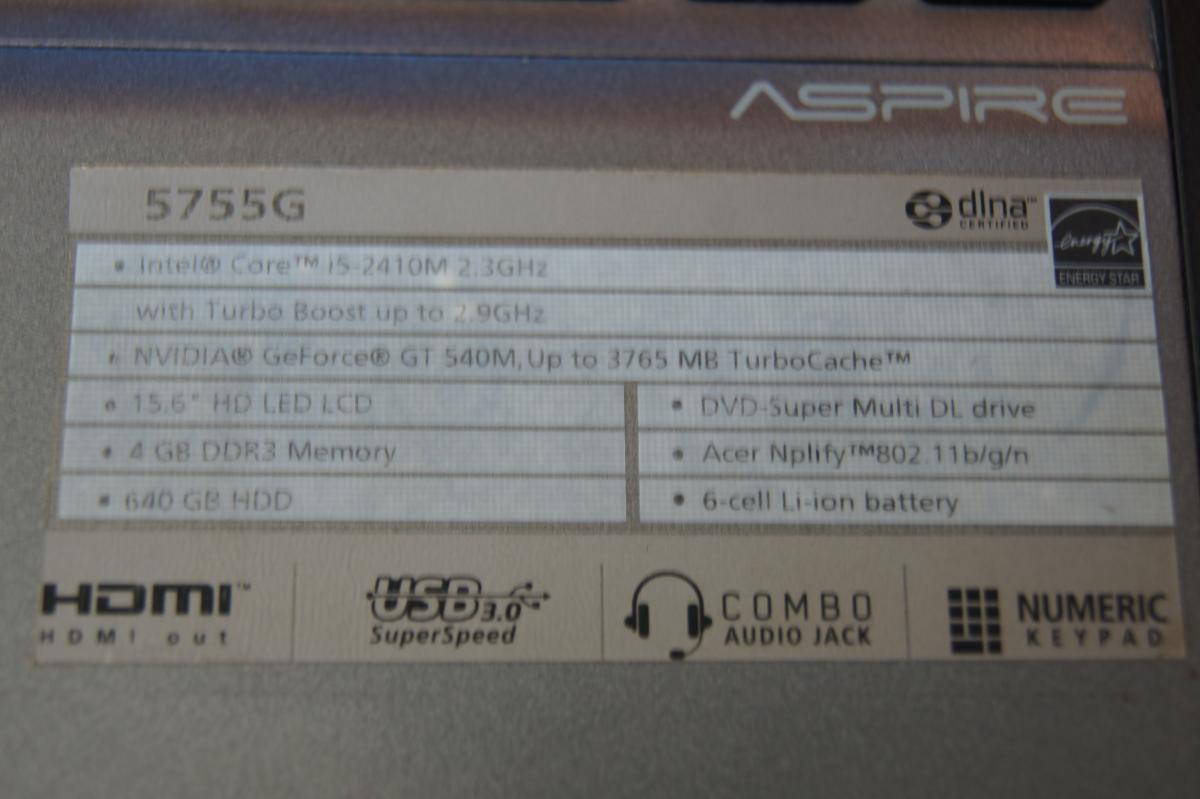 ASPIRE
5755G
dlna™
CERTIFIED
energy
ENERGY STAR
• Intel® Core™ i5-2410M 2.3GHz
with Turbo Boost up to 2.9GHz
• NVIDIA® GeForce® GT 540M, Up to 3765 MB TurboCache™
• 15.6" HD LED LCD
• DVD-Super Multi DL drive
• 4 GB DDR3 Memory
• Acer Nplify™802.11b/g/n
• 640 GB HDD
• 6-cell Li-ion battery
HDMI™
HDMI out
USB 3.0
SuperSpeed
COMBO
AUDIO JACK
NUMERIC
KEYPAD